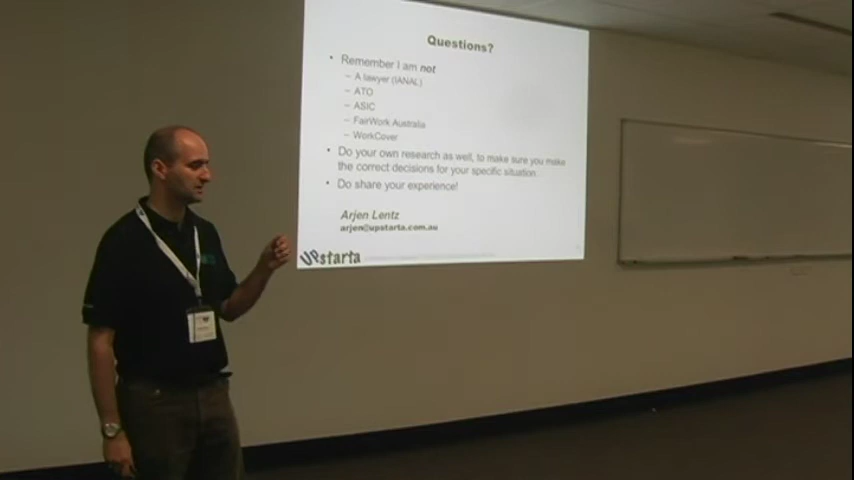 Questions?
• Remember I am not
– A lawyer (IANAL)
– ATO
– ASIC
– FairWork Australia
– WorkCover
• Do your own research as well, to make sure you make
the correct decisions for your specific situation.
• Do share your experience!
Arjen Lentz
arjen@upstarta.com.au
UPstarta